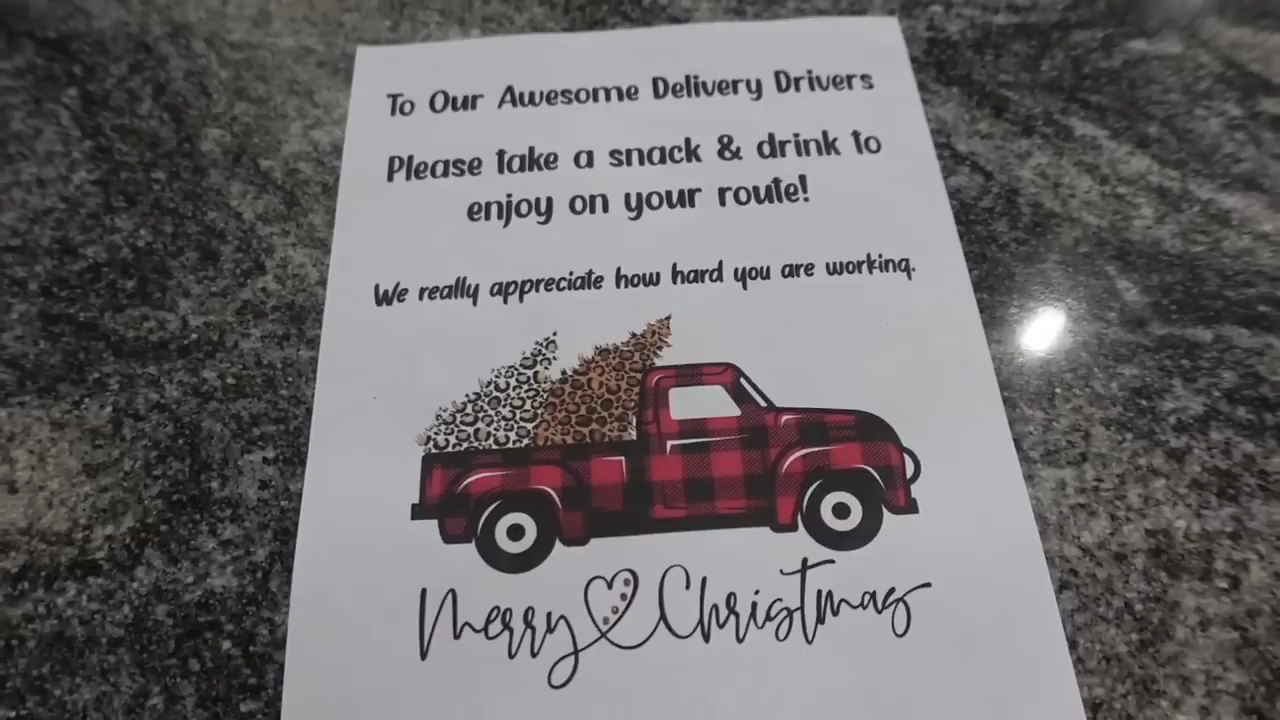 To Our Awesome Delivery Drivers
Please take a snack & drink to
enjoy on your route!
We really appreciate how hard you are working.
Merry Christmas